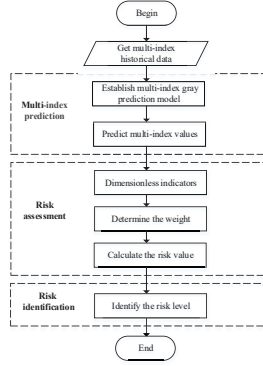 Begin
Get multi-index
historical data
Establish multi-index gray
prediction model
Multi-index
prediction
Predict multi-index values
Dimensionless indicators
Risk
assessment
Determine the weight
Calculate the risk value
Risk
identification
Identify the risk level
End